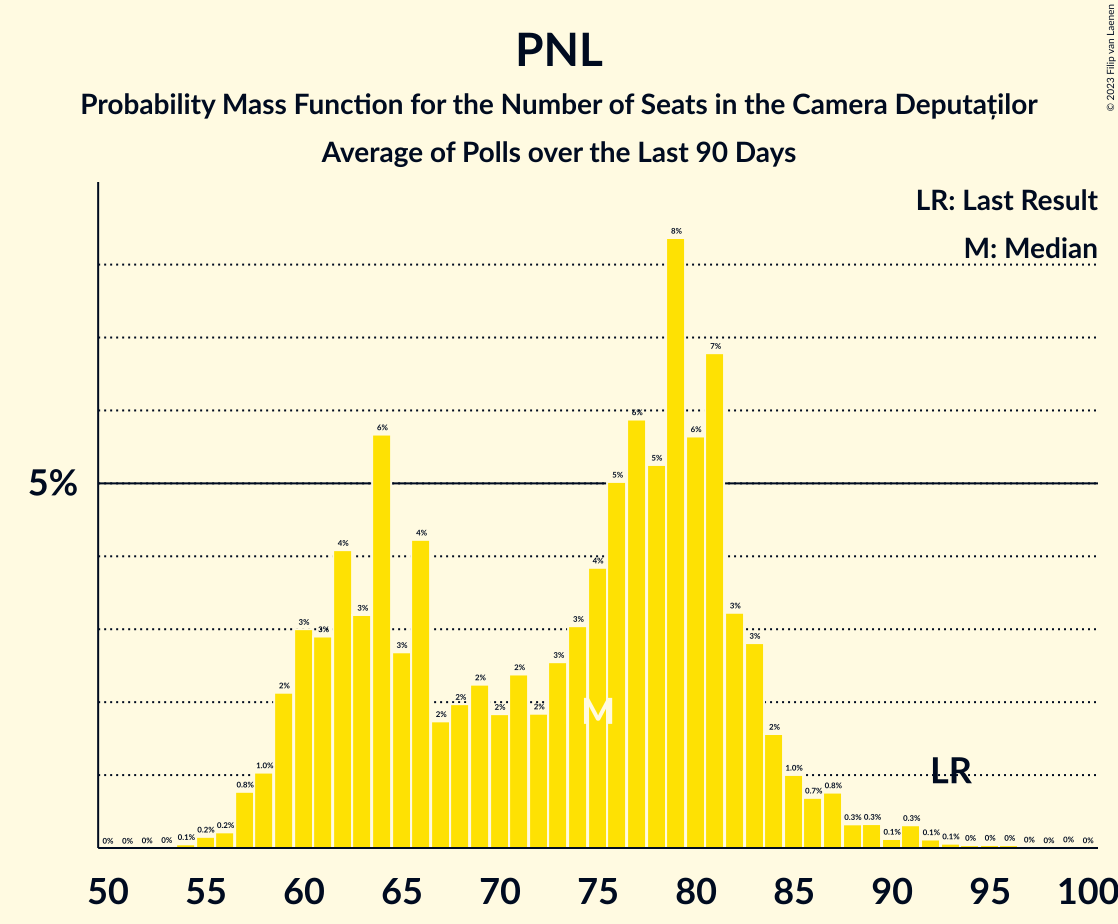 © 2023 Filip van Laenen
PNL
Probability Mass Function for the Number of Seats in the Camera Deputaților
Average of Polls over the Last 90 Days
LR: Last Result
M: Median
5%
0% 0% 0% 0% 0.1% 0.2% 0.2% 0.8% 1.0% 2% 3% 3% 4% 3% 6% 3% 4% 2% 2% 2% 2% 2% 2% 3% 3% 4% 5% 6% 5% 8% 6% 7% 3% 3% 2% 1.0% 0.7% 0.8% 0.3% 0.3% 0.1% 0.3% 0.1% 0.1% 0% 0% 0% 0% 0% 0% 0%
M
LR
50 55 60 65 70 75 80 85 90 95 100